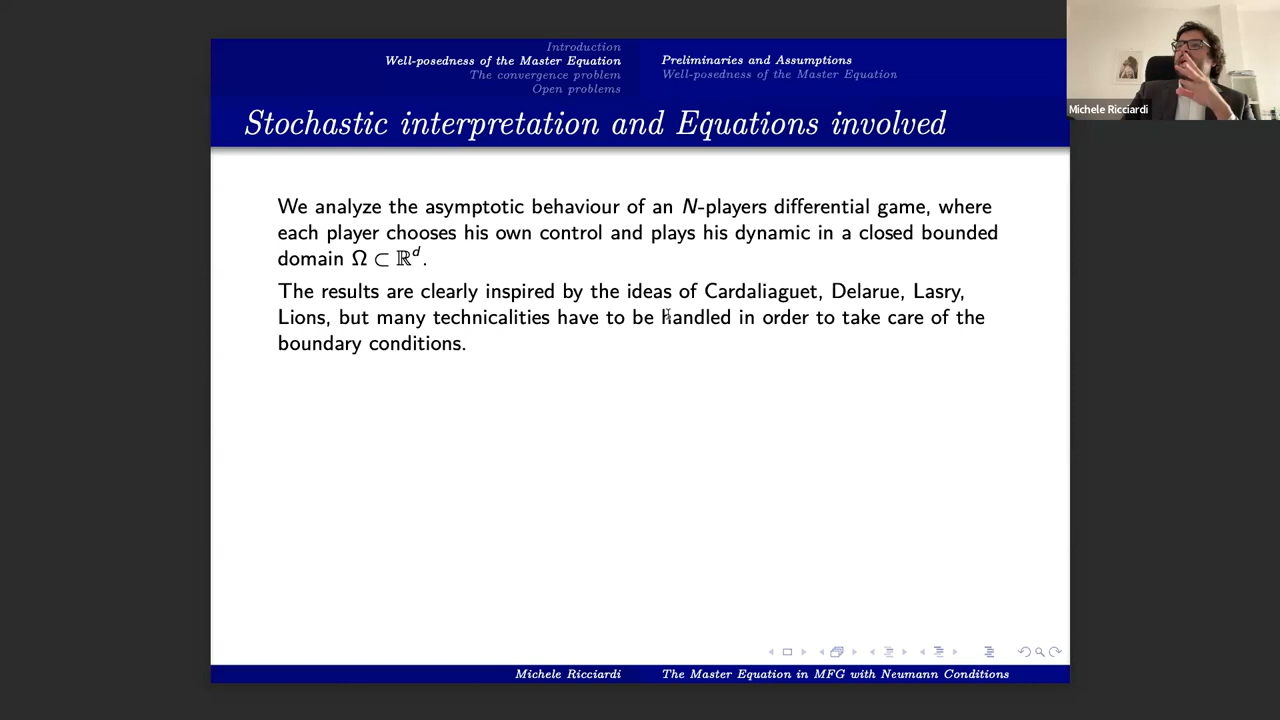 Introduction
Well-posedness of the Master Equation
The convergence problem
Open problems
Preliminaries and Assumptions
Well-posedness of the Master Equation
Stochastic interpretation and Equations involved
We analyze the asymptotic behaviour of an N-players differential game, where
each player chooses his own control and plays his dynamic in a closed bounded
domain Ω ⊂ ℝᵈ.
The results are clearly inspired by the ideas of Cardaliaguet, Delarue, Lasry,
Lions, but many technicalities have to be handled in order to take care of the
boundary conditions.
Michele Ricciardi
The Master Equation in MFG with Neumann Conditions
Michele Ricciardi